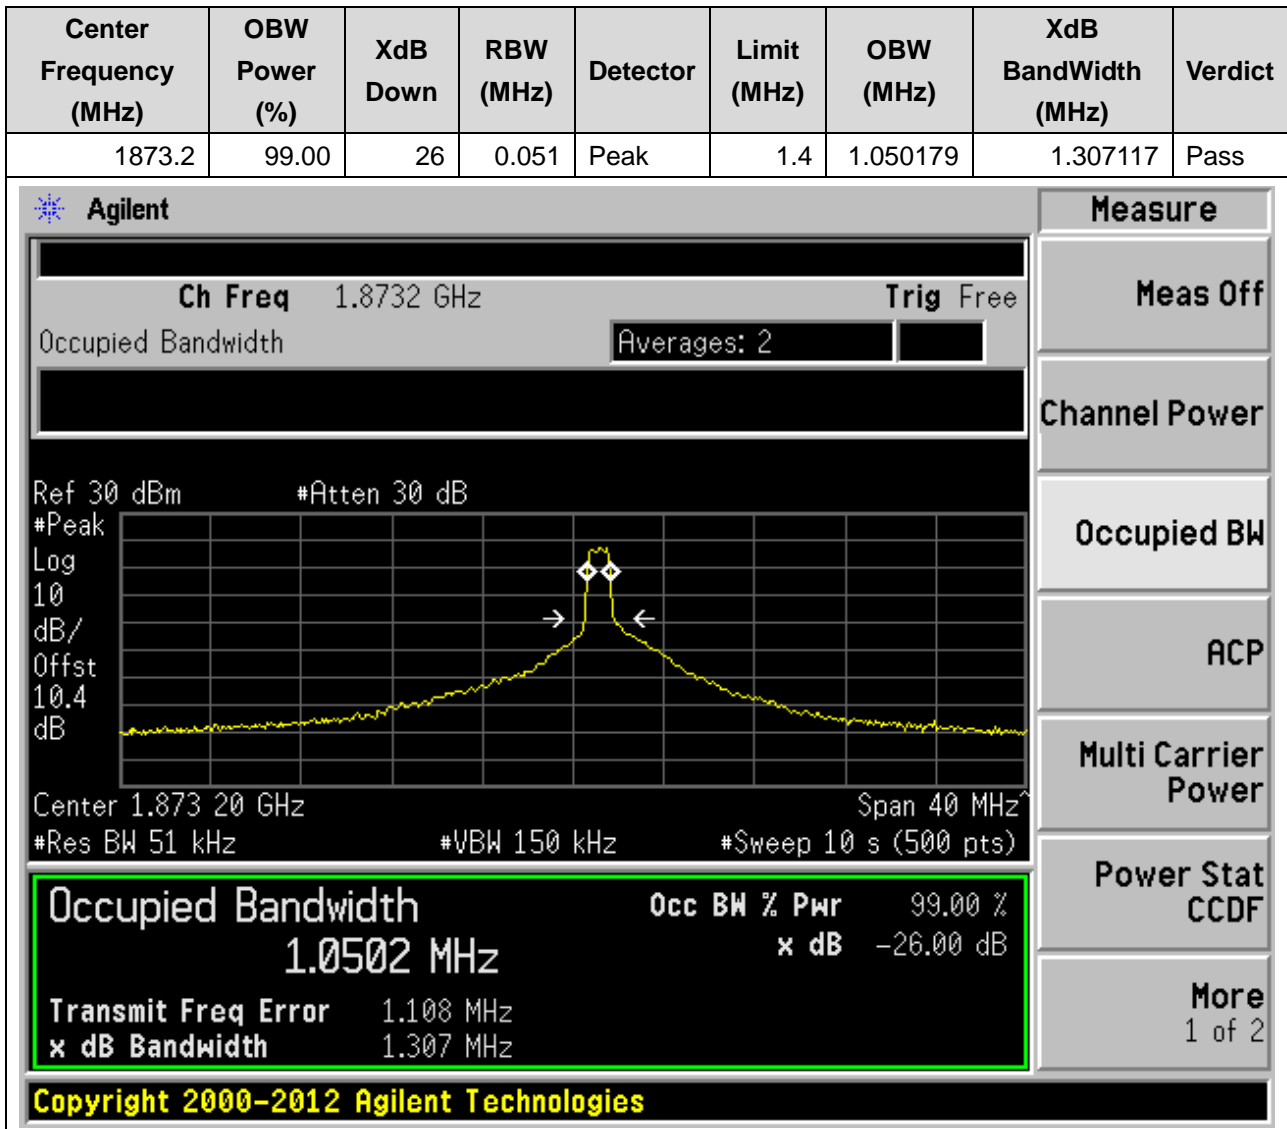 Center Frequency (MHz) OBW Power (%) XdB Down RBW (MHz) Detector Limit (MHz) OBW (MHz) XdB BandWidth (MHz) Verdict
1873.2 99.00 26 0.051 Peak 1.4 1.050179 1.307117 Pass
Agilent
Measure
Ch Freq 1.8732 GHz Trig Free
Meas Off
Occupied Bandwidth
Averages: 2
Channel Power
Ref 30 dBm #Atten 30 dB
#Peak
Log
10
dB/
Offst
10.4
dB
Occupied BW
ACP
Multi Carrier
Power
Center 1.873 20 GHz Span 40 MHz^
#Res BW 51 kHz #VBW 150 kHz #Sweep 10 s (500 pts)
Power Stat
CCDF
Occupied Bandwidth
1.0502 MHz
Occ BW % Pwr 99.00 %
x dB -26.00 dB
Transmit Freq Error 1.108 MHz
x dB Bandwidth 1.307 MHz
More
1 of 2
Copyright 2000-2012 Agilent Technologies